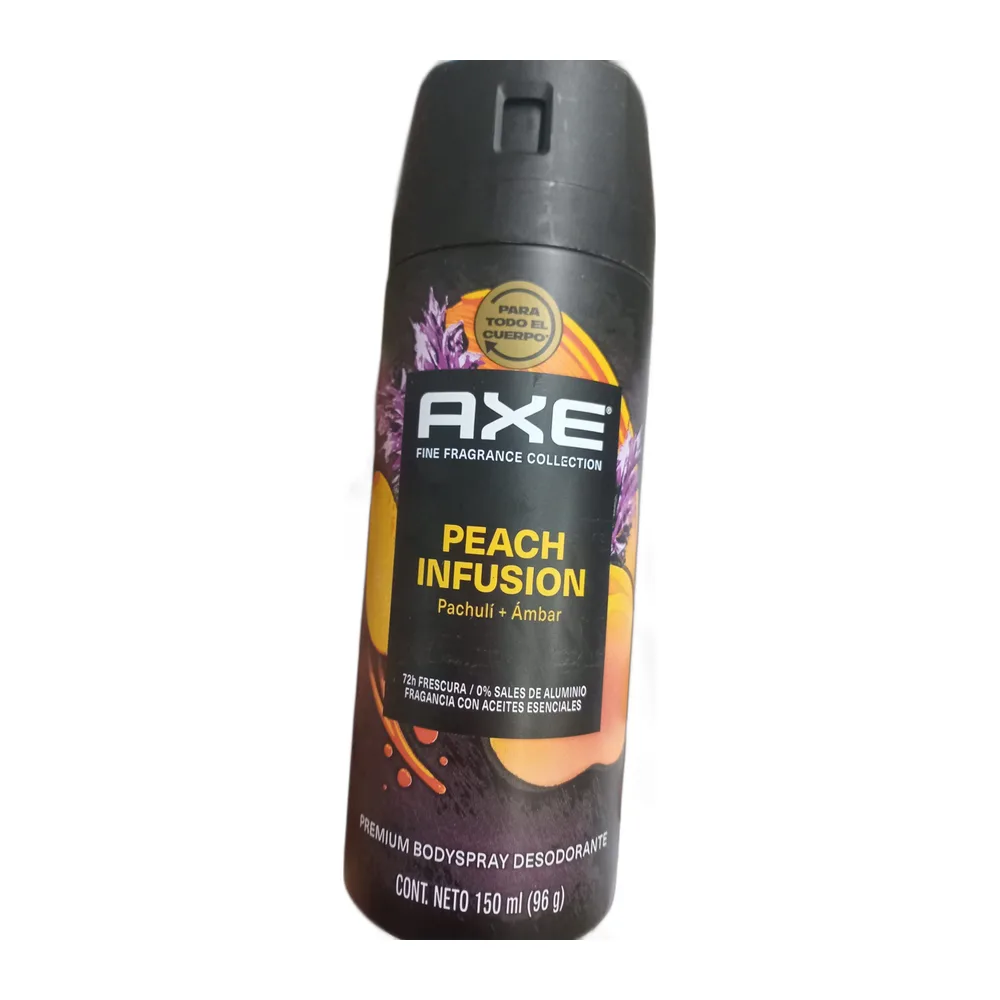 PARA
TODO EL
CUERPO*
AXE®
FINE FRAGRANCE COLLECTION
PEACH
INFUSION
Pachulí + Ámbar
72h FRESCURA / 0% SALES DE ALUMINIO
FRAGANCIA CON ACEITES ESENCIALES
PREMIUM BODYSPRAY DESODORANTE
CONT. NETO 150 ml (96 g)